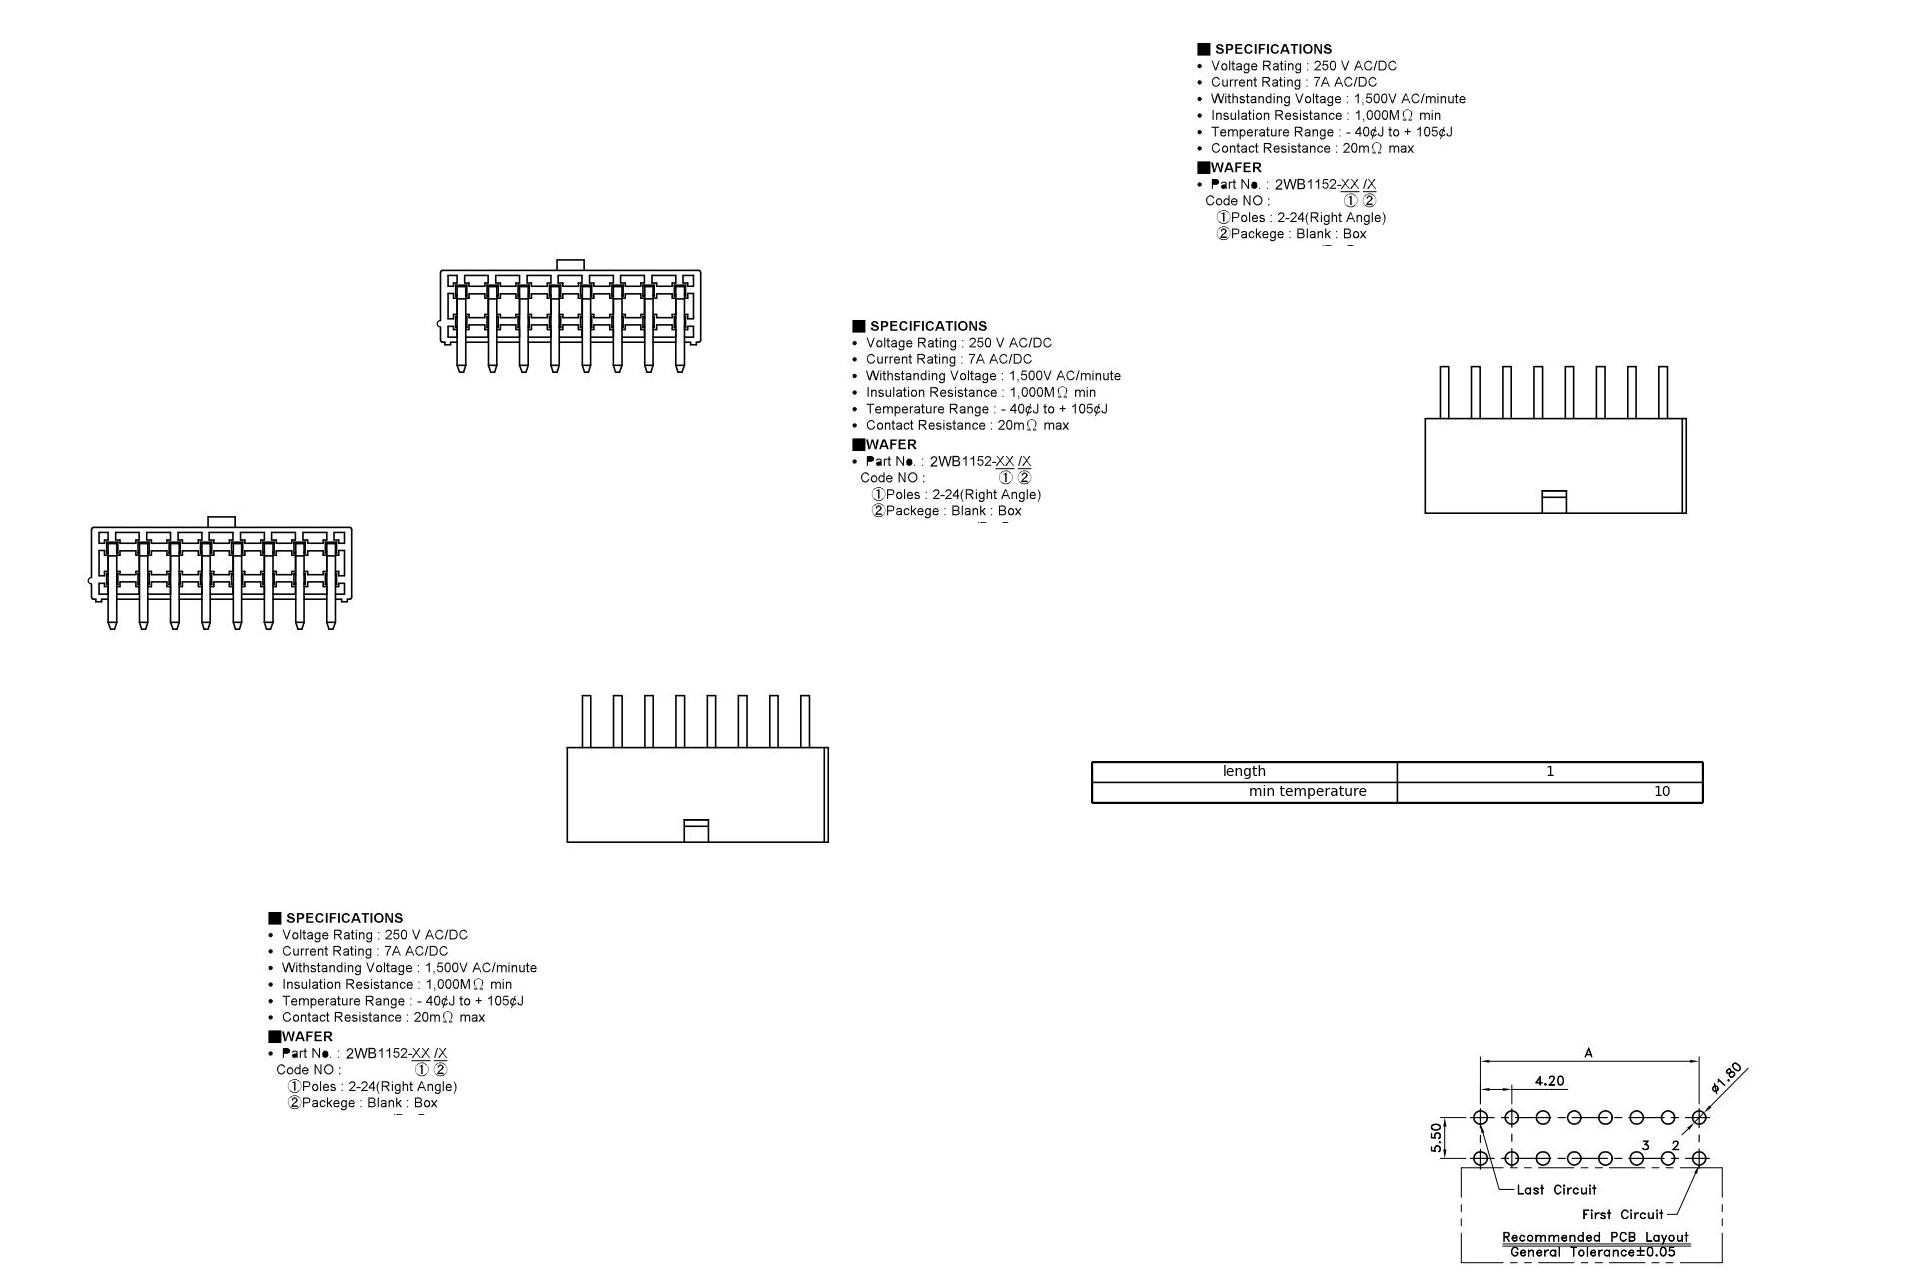 ■ SPECIFICATIONS
• Voltage Rating : 250 V AC/DC
• Current Rating : 7A AC/DC
• Withstanding Voltage : 1,500V AC/minute
• Insulation Resistance : 1,000MΩ min
• Temperature Range : - 40¢J to + 105¢J
• Contact Resistance : 20mΩ max
■WAFER
• Part No. : 2WB1152-XX /X
Code NO : ① ②
①Poles : 2-24(Right Angle)
②Packege : Blank : Box
■ SPECIFICATIONS
• Voltage Rating : 250 V AC/DC
• Current Rating : 7A AC/DC
• Withstanding Voltage : 1,500V AC/minute
• Insulation Resistance : 1,000MΩ min
• Temperature Range : - 40¢J to + 105¢J
• Contact Resistance : 20mΩ max
■WAFER
• Part No. : 2WB1152-XX /X
Code NO : ① ②
①Poles : 2-24(Right Angle)
②Packege : Blank : Box
length 1
min temperature 10
■ SPECIFICATIONS
• Voltage Rating : 250 V AC/DC
• Current Rating : 7A AC/DC
• Withstanding Voltage : 1,500V AC/minute
• Insulation Resistance : 1,000MΩ min
• Temperature Range : - 40¢J to + 105¢J
• Contact Resistance : 20mΩ max
■WAFER
• Part No. : 2WB1152-XX /X
Code NO : ① ②
①Poles : 2-24(Right Angle)
②Packege : Blank : Box
A
4.20
ø1.80
5.50
3 2
Last Circuit
First Circuit
Recommended PCB Layout
General Tolerance±0.05